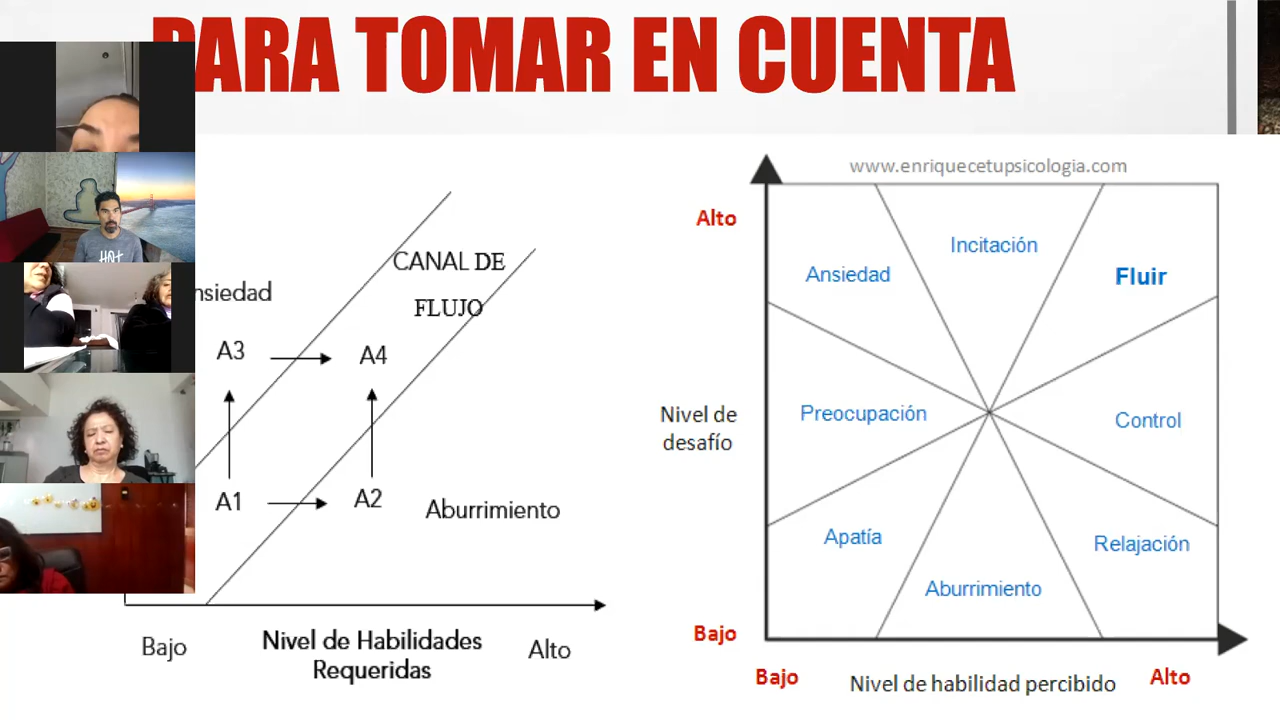 PARA TOMAR EN CUENTA
HOT
nsiedad
CANAL DE
FLUJO
A3
A4
A1
A2
Aburrimiento
Bajo
Nivel de Habilidades
Requeridas
Alto
www.enriquecetupsicologia.com
Alto
Incitación
Ansiedad
Fluir
Nivel de
desafío
Preocupación
Control
Apatía
Relajación
Aburrimiento
Bajo
Bajo
Nivel de habilidad percibido
Alto